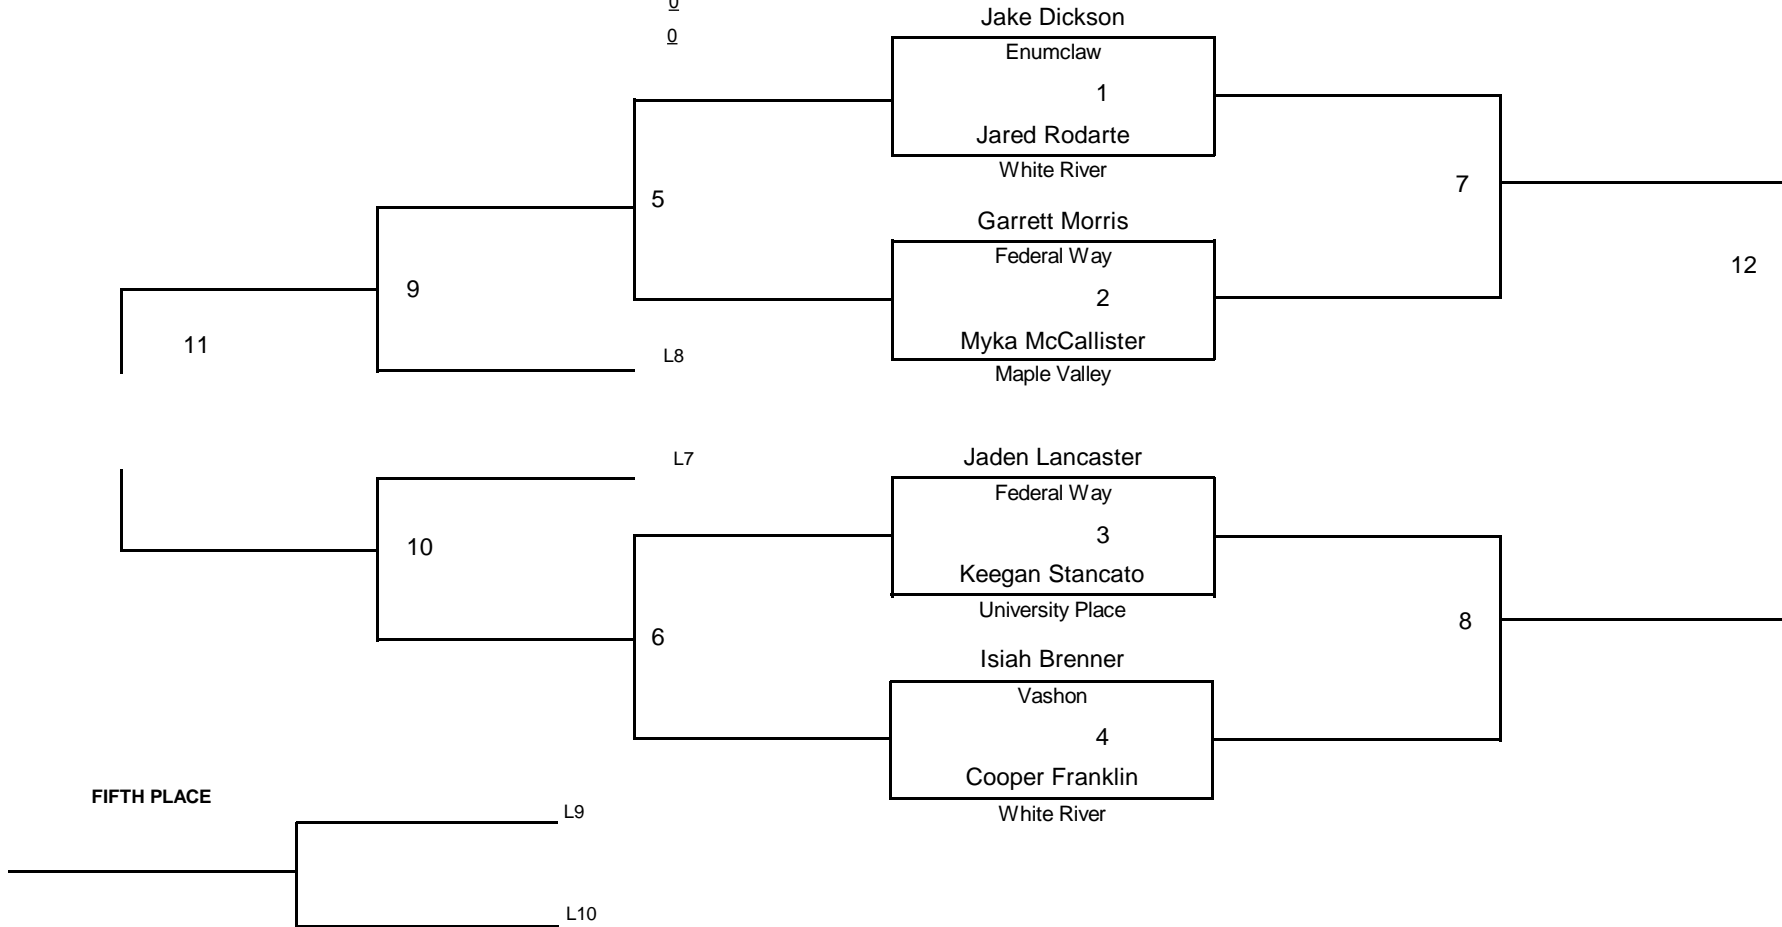 0
0
Jake Dickson
Enumclaw
1
Jared Rodarte
White River
5
7
Garrett Morris
Federal Way
2
Myka McCallister
Maple Valley
12
9
11
L8
L7
Jaden Lancaster
Federal Way
3
Keegan Stancato
University Place
10
6
8
Isiah Brenner
Vashon
4
Cooper Franklin
White River
FIFTH PLACE
L9
L10